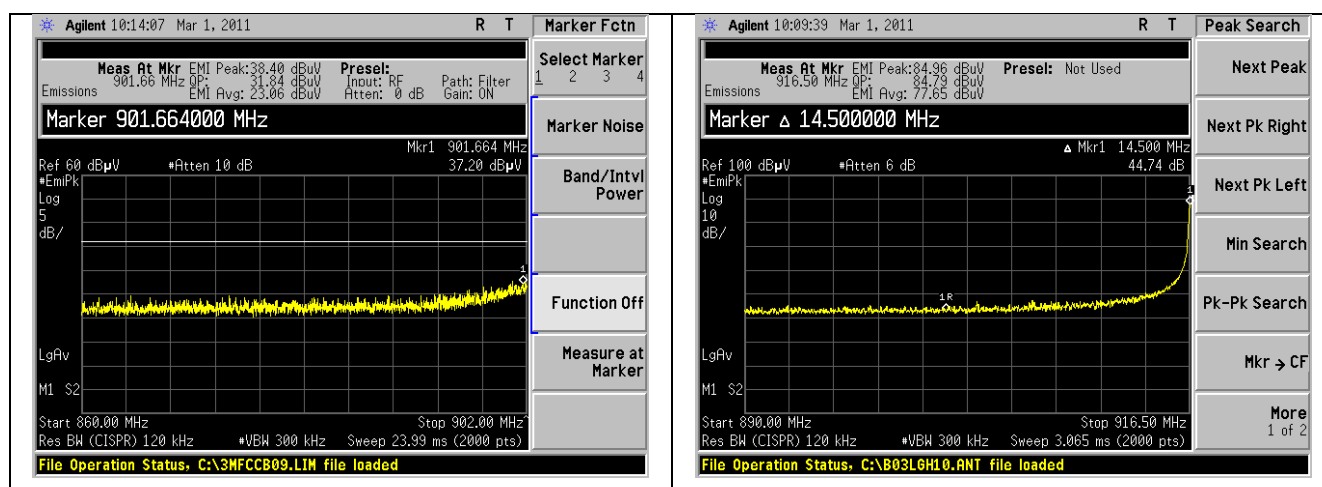 Agilent 10:14:07 Mar 1, 2011 R T
Marker Fctn
Meas At Mkr EMI Peak:38.40 dBuV Presel:
901.66 MHz QP: 31.84 dBuV Input: RF Path: Filter
Emissions EMI Avg: 23.06 dBuV Atten: 0 dB Gain: ON
Marker 901.664000 MHz
Mkr1 901.664 MHz
Ref 60 dBµV #Atten 10 dB 37.20 dBµV
#EmiPk
Log
5
dB/
1
LgAv
M1 S2
Start 860.00 MHz Stop 902.00 MHz^
Res BW (CISPR) 120 kHz #VBW 300 kHz Sweep 23.99 ms (2000 pts)
File Operation Status, C:\3MFCCB09.LIM file loaded
Select Marker
1 2 3 4
Marker Noise
Band/Intvl
Power
Function Off
Measure at
Marker
Agilent 10:09:39 Mar 1, 2011 R T
Peak Search
Meas At Mkr EMI Peak:84.96 dBuV Presel: Not Used
916.50 MHz QP: 84.79 dBuV
Emissions EMI Avg: 77.65 dBuV
Marker Δ 14.500000 MHz
Δ Mkr1 14.500 MHz
Ref 100 dBµV #Atten 6 dB 44.74 dB
#EmiPk
Log
10
dB/
1
1R
LgAv
M1 S2
Start 890.00 MHz Stop 916.50 MHz
Res BW (CISPR) 120 kHz #VBW 300 kHz Sweep 3.065 ms (2000 pts)
File Operation Status, C:\B03LGH10.ANT file loaded
Next Peak
Next Pk Right
Next Pk Left
Min Search
Pk-Pk Search
Mkr → CF
More
1 of 2